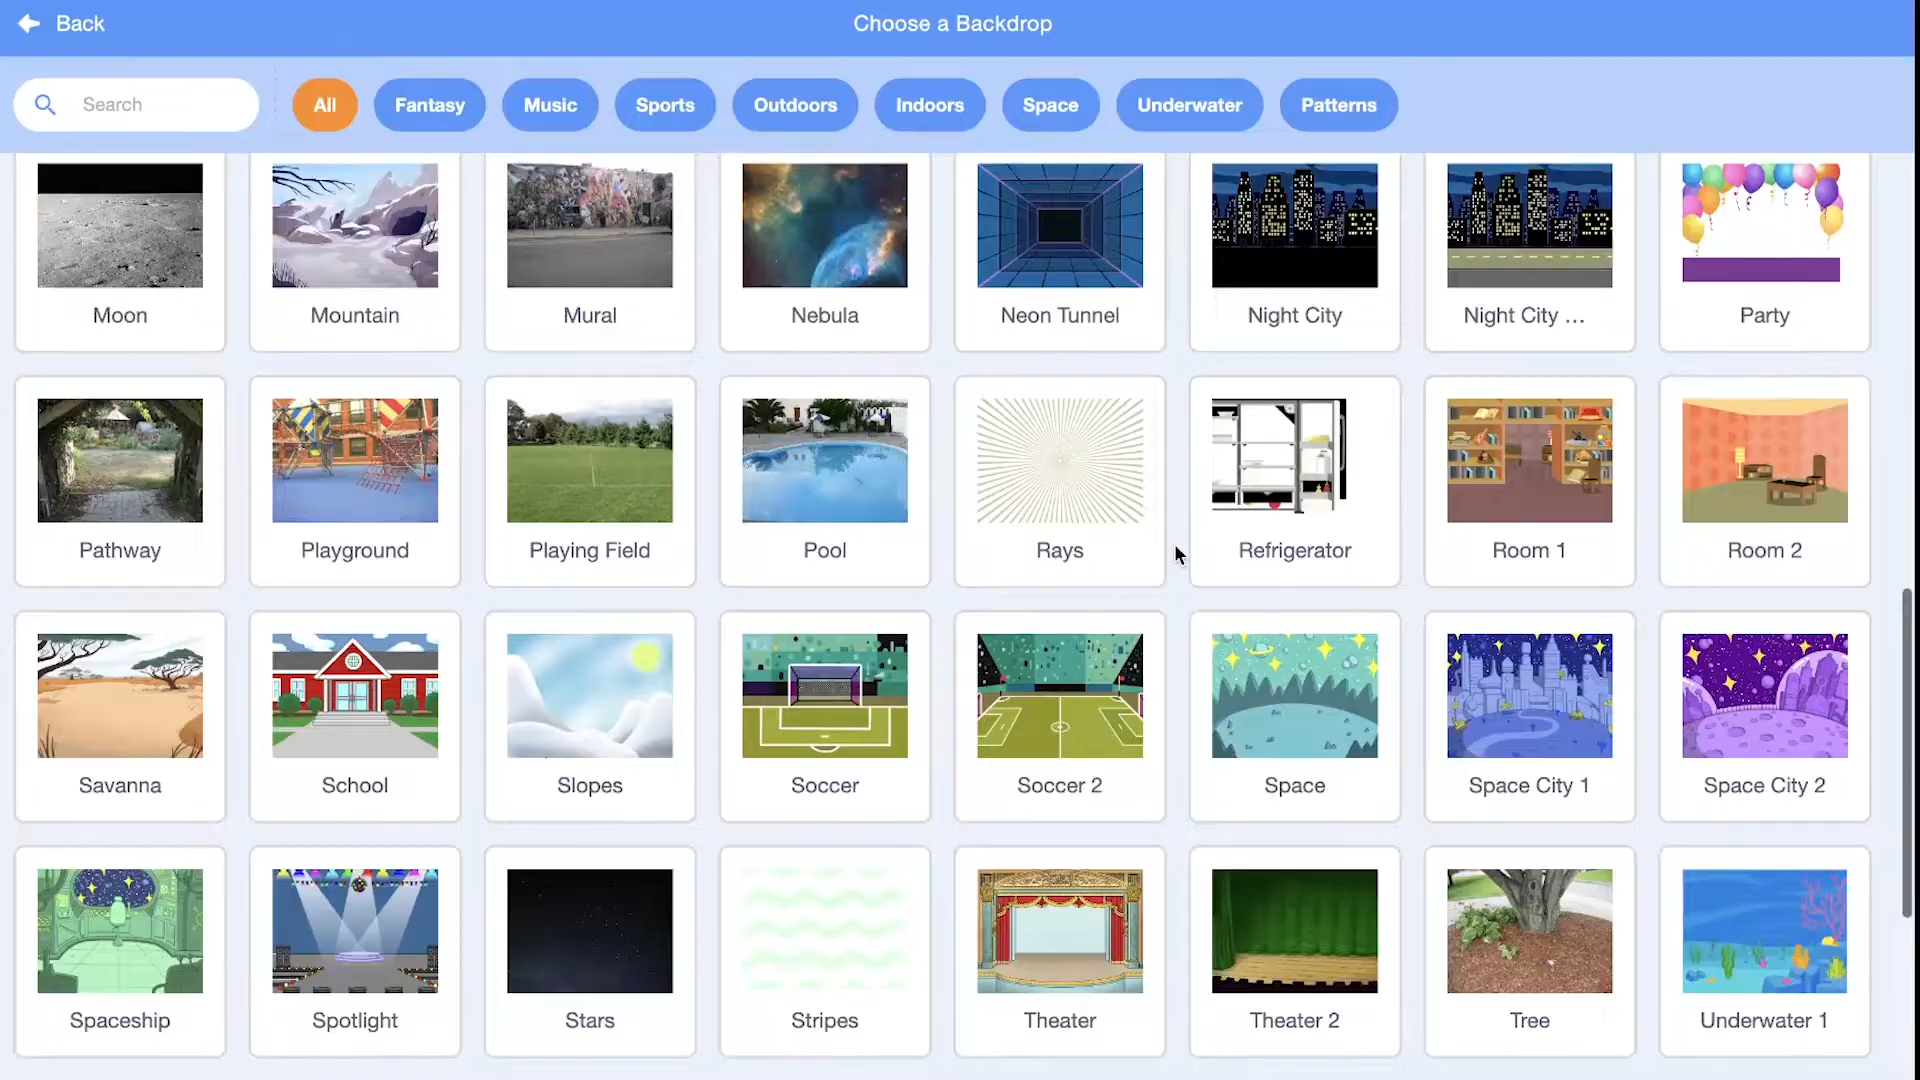 Back
Choose a Backdrop
Search
All
Fantasy
Music
Sports
Outdoors
Indoors
Space
Underwater
Patterns
Moon
Mountain
Mural
Nebula
Neon Tunnel
Night City
Night City ...
Party
Pathway
Playground
Playing Field
Pool
Rays
Refrigerator
Room 1
Room 2
Savanna
School
Slopes
Soccer
Soccer 2
Space
Space City 1
Space City 2
Spaceship
Spotlight
Stars
Stripes
Theater
Theater 2
Tree
Underwater 1